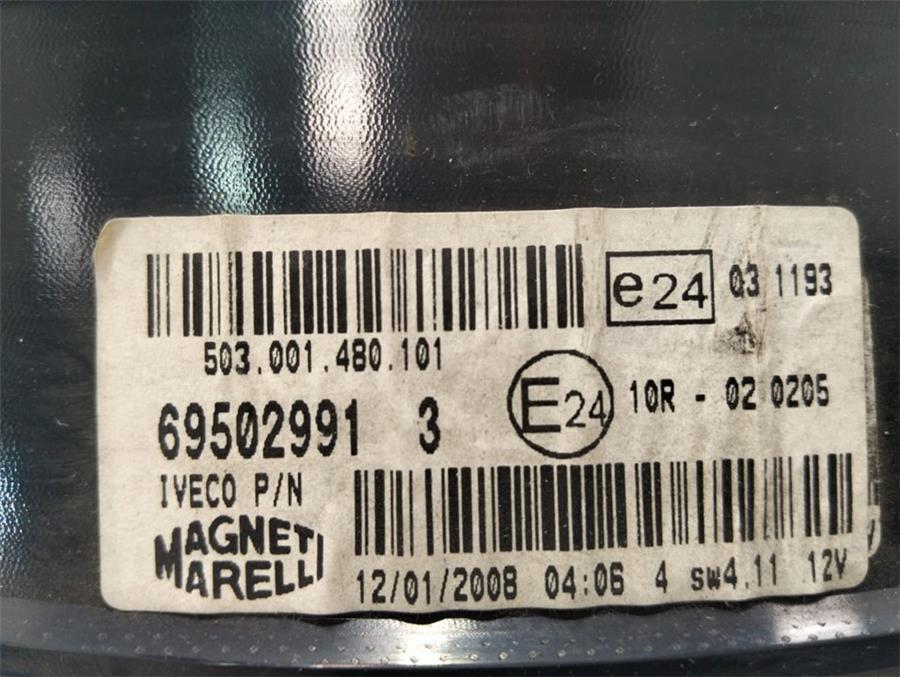 e24 03 1193
503.001.480.101
E24 10R - 02 0205
69502991 3
IVECO P/N
MAGNETI
MARELLI
12/01/2008 04:06 4 sw4.11 12V